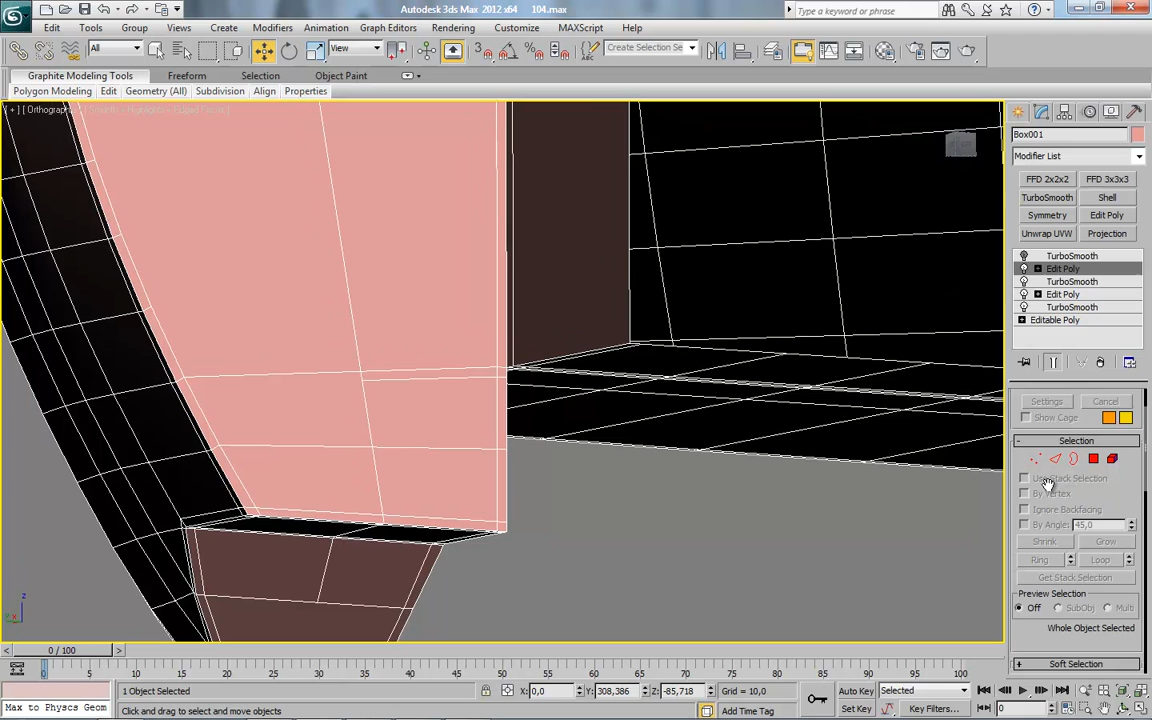 Autodesk 3ds Max 2012 x64    104.max
Type a keyword or phrase
Edit Tools Group Views Create Modifiers Animation Graph Editors Rendering Customize MAXScript Help
All View Create Selection Se
Graphite Modeling Tools Freeform Selection Object Paint
Polygon Modeling Edit Geometry (All) Subdivision Align Properties
Box001
Modifier List
FFD 2x2x2 FFD 3x3x3
TurboSmooth Shell
Symmetry Edit Poly
Unwrap UVW Projection
TurboSmooth
Edit Poly
TurboSmooth
Edit Poly
TurboSmooth
Editable Poly
Settings Cancel
Show Cage
Selection
Use Stack Selection
By Vertex
Ignore Backfacing
By Angle: 45,0
Shrink Grow
Ring Loop
Get Stack Selection
Preview Selection
Off SubObj Multi
Whole Object Selected
Soft Selection
0 / 100
0 5 10 15 20 25 30 35 40 45 50 55 60 65 70 75 80 85 90 95 100
1 Object Selected X: 0,0 Y: 308,386 Z: -85,718 Grid = 10,0 Auto Key Selected
Max to Physcs Geom Click and drag to select and move objects Add Time Tag Set Key Key Filters... 0